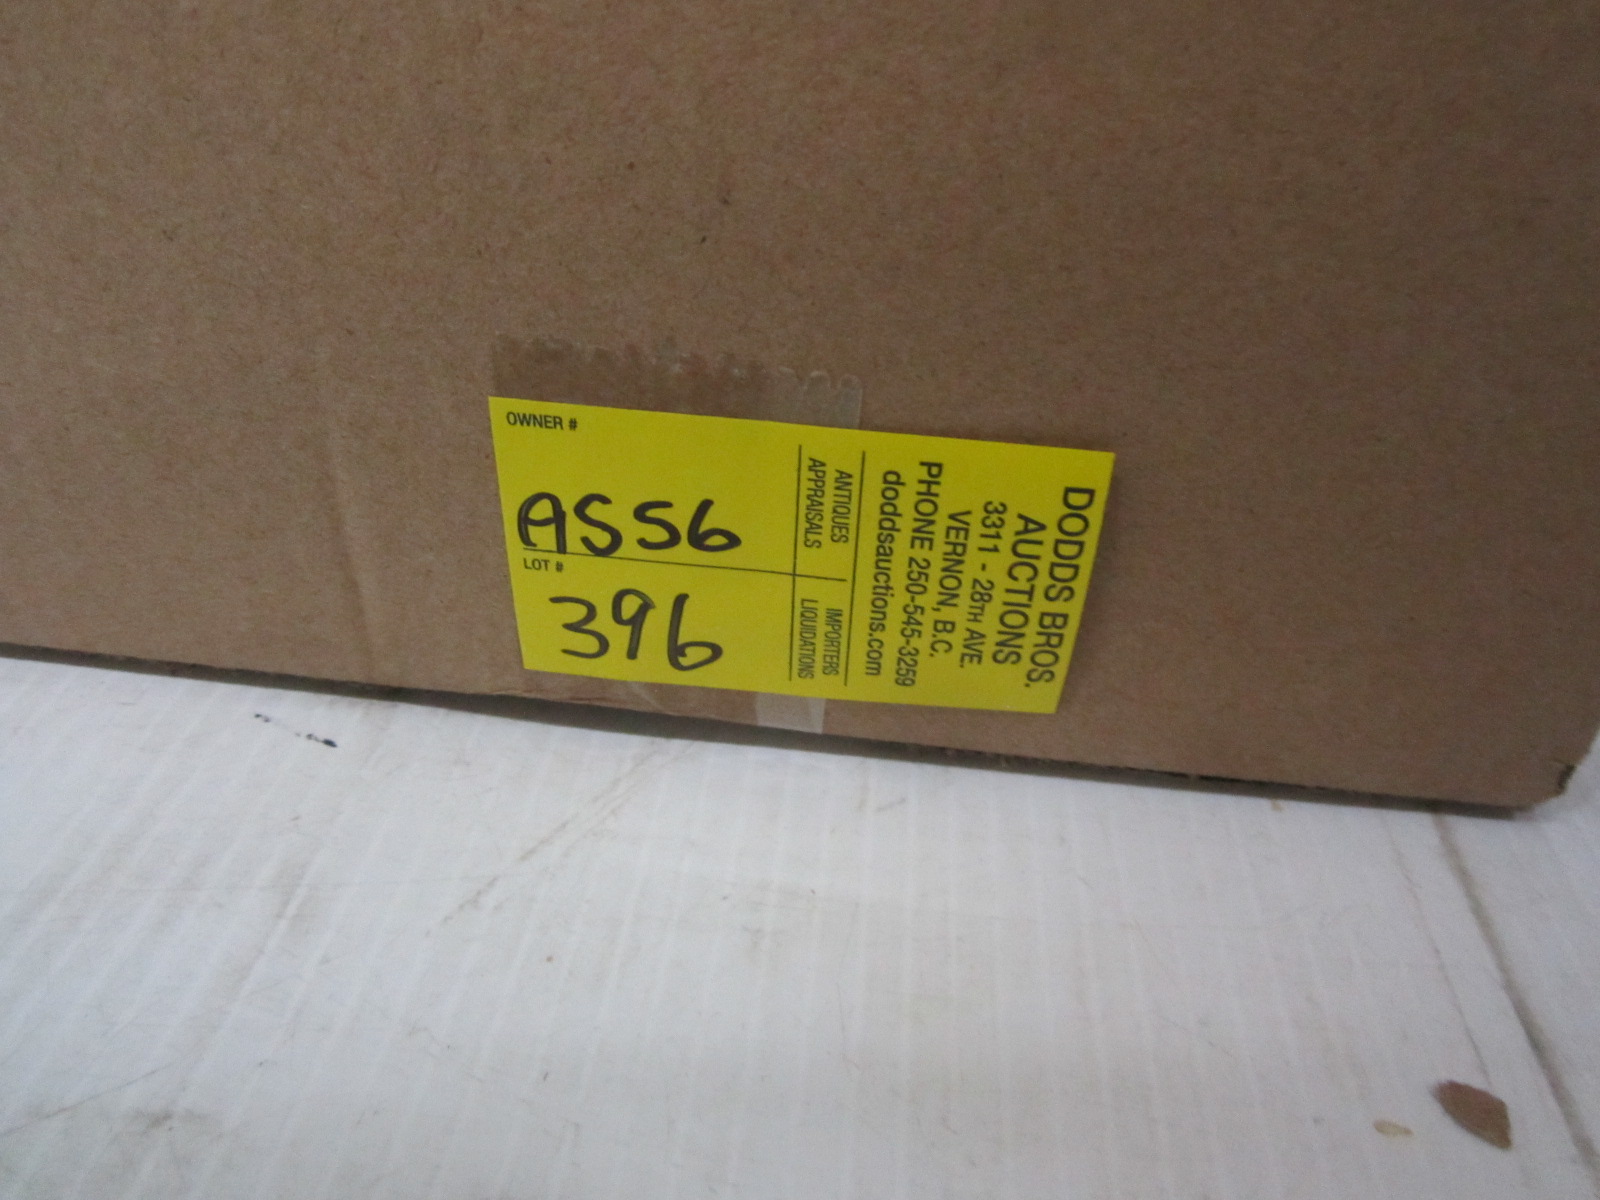 OWNER #
AS56
LOT #
396
ANTIQUES
APPRAISALS
IMPORTERS
LIQUIDATIONS
DODDS BROS.
AUCTIONS
3311 - 28TH AVE.
VERNON, B.C.
PHONE 250-545-3259
doddsauctions.com